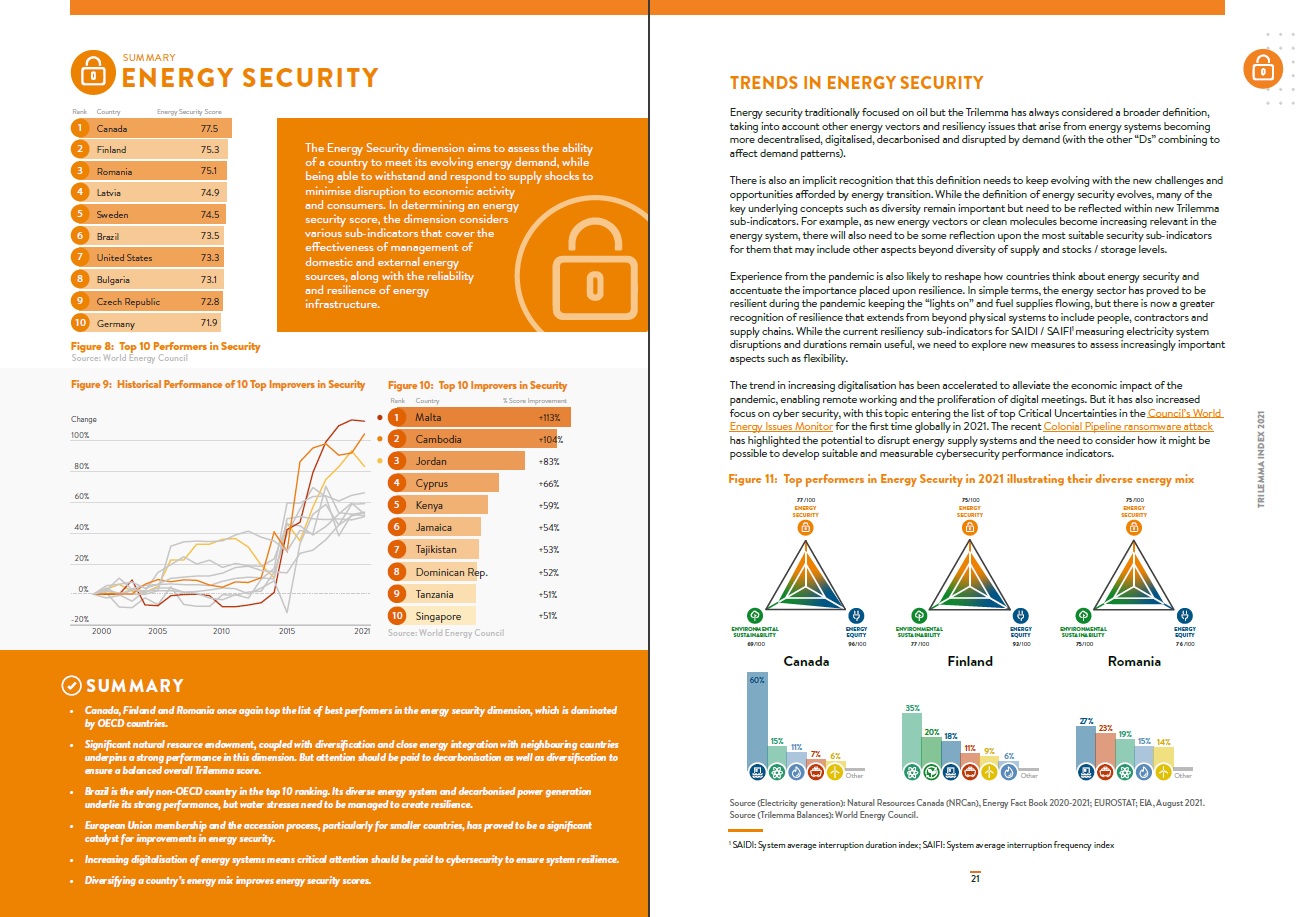 SUMMARY
ENERGY SECURITY
Rank Country Energy Security Score
1 Canada 77.5
2 Finland 75.3
3 Romania 75.1
4 Latvia 74.9
5 Sweden 74.5
6 Brazil 73.5
7 United States 73.3
8 Bulgaria 73.1
9 Czech Republic 72.8
10 Germany 71.9
Figure 8: Top 10 Performers in Security
Source: World Energy Council
The Energy Security dimension aims to assess the ability
of a country to meet its evolving energy demand, while
being able to withstand and respond to supply shocks to
minimise disruption to economic activity
and consumers. In determining an energy
security score, the dimension considers
various sub-indicators that cover the
effectiveness of management of
domestic and external energy
sources, along with the reliability
and resilience of energy
infrastructure.
Figure 9: Historical Performance of 10 Top Improvers in Security
Change
100%
80%
60%
40%
20%
0%
-20%
2000 2005 2010 2015 2021
Figure 10: Top 10 Improvers in Security
Rank Country % Score Improvement
1 Malta +113%
2 Cambodia +104%
3 Jordan +83%
4 Cyprus +66%
5 Kenya +59%
6 Jamaica +54%
7 Tajikistan +53%
8 Dominican Rep. +52%
9 Tanzania +51%
10 Singapore +51%
Source: World Energy Council
SUMMARY
• Canada, Finland and Romania once again top the list of best performers in the energy security dimension, which is dominated
by OECD countries.
• Significant natural resource endowment, coupled with diversification and close energy integration with neighbouring countries
underpins a strong performance in this dimension. But attention should be paid to decarbonisation as well as diversification to
ensure a balanced overall Trilemma score.
• Brazil is the only non-OECD country in the top 10 ranking. Its diverse energy system and decarbonised power generation
underlie its strong performance, but water stresses need to be managed to create resilience.
• European Union membership and the accession process, particularly for smaller countries, has proved to be a significant
catalyst for improvements in energy security.
• Increasing digitalisation of energy systems means critical attention should be paid to cybersecurity to ensure system resilience.
• Diversifying a country's energy mix improves energy security scores.
TRENDS IN ENERGY SECURITY
Energy security traditionally focused on oil but the Trilemma has always considered a broader definition,
taking into account other energy vectors and resiliency issues that arise from energy systems becoming
more decentralised, digitalised, decarbonised and disrupted by demand (with the other “Ds” combining to
affect demand patterns).
There is also an implicit recognition that this definition needs to keep evolving with the new challenges and
opportunities afforded by energy transition. While the definition of energy security evolves, many of the
key underlying concepts such as diversity remain important but need to be reflected within new Trilemma
sub-indicators. For example, as new energy vectors or clean molecules become increasing relevant in the
energy system, there will also need to be some reflection upon the most suitable security sub-indicators
for them that may include other aspects beyond diversity of supply and stocks / storage levels.
Experience from the pandemic is also likely to reshape how countries think about energy security and
accentuate the importance placed upon resilience. In simple terms, the energy sector has proved to be
resilient during the pandemic keeping the “lights on” and fuel supplies flowing, but there is now a greater
recognition of resilience that extends from beyond physical systems to include people, contractors and
supply chains. While the current resiliency sub-indicators for SAIDI / SAIFI¹ measuring electricity system
disruptions and durations remain useful, we need to explore new measures to assess increasingly important
aspects such as flexibility.
The trend in increasing digitalisation has been accelerated to alleviate the economic impact of the
pandemic, enabling remote working and the proliferation of digital meetings. But it has also increased
focus on cyber security, with this topic entering the list of top Critical Uncertainties in the Council's World
Energy Issues Monitor for the first time globally in 2021. The recent Colonial Pipeline ransomware attack
has highlighted the potential to disrupt energy supply systems and the need to consider how it might be
possible to develop suitable and measurable cybersecurity performance indicators.
Figure 11: Top performers in Energy Security in 2021 illustrating their diverse energy mix
77/100
ENERGY
SECURITY
ENVIRONMENTAL
SUSTAINABILITY
69/100
ENERGY
EQUITY
96/100
Canada
60% 15% 11% 7% 6% Other
75/100
ENERGY
SECURITY
ENVIRONMENTAL
SUSTAINABILITY
77/100
ENERGY
EQUITY
93/100
Finland
35% 20% 18% 11% 9% 6% Other
75/100
ENERGY
SECURITY
ENVIRONMENTAL
SUSTAINABILITY
75/100
ENERGY
EQUITY
76/100
Romania
27% 23% 19% 15% 14% Other
Source (Electricity generation): Natural Resources Canada (NRCan), Energy Fact Book 2020-2021; EUROSTAT; EIA, August 2021.
Source (Trilemma Balances): World Energy Council.
¹ SAIDI: System average interruption duration index; SAIFI: System average interruption frequency index
21
TRILEMMA INDEX 2021